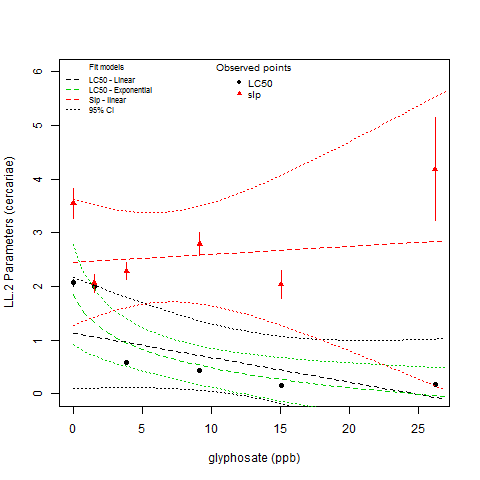 Fit models
LC50 - Linear
LC50 - Exponential
Slp - linear
95% CI
Observed points
LC50
slp
LL.2 Parameters (cercariae)
6
5
4
3
2
1
0
0 5 10 15 20 25
glyphosate (ppb)